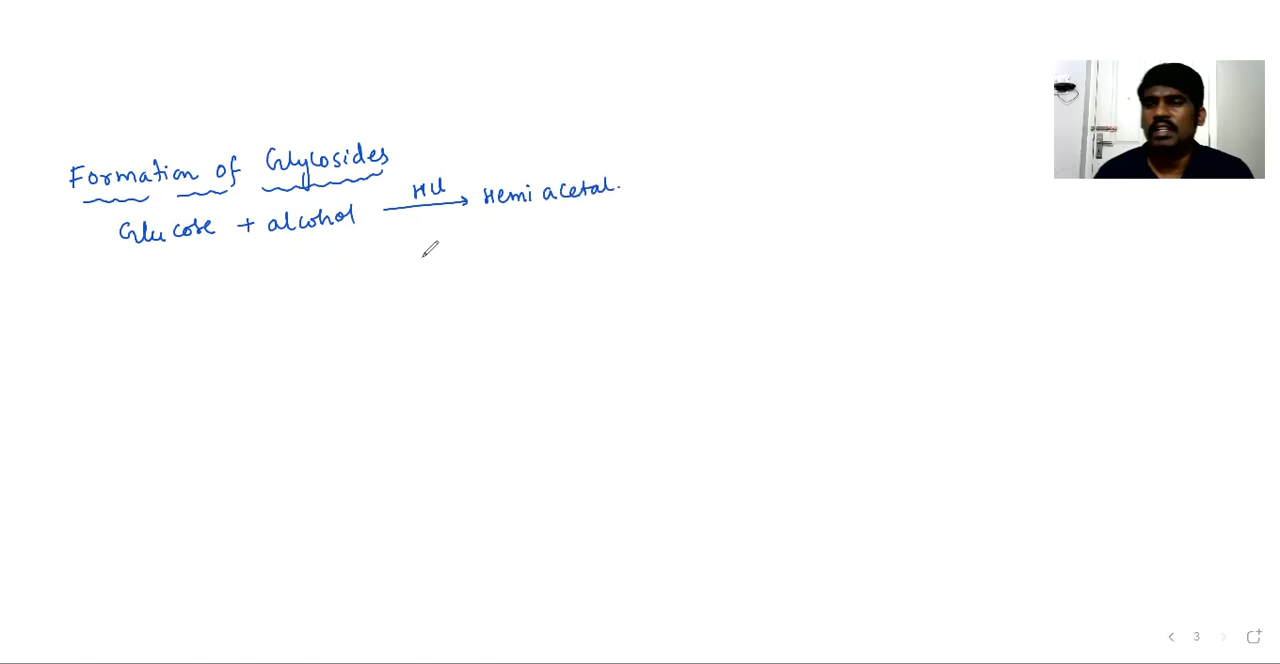 Formation of Glycosides
Glucose + alcohol HCl → Hemi acetal.
3